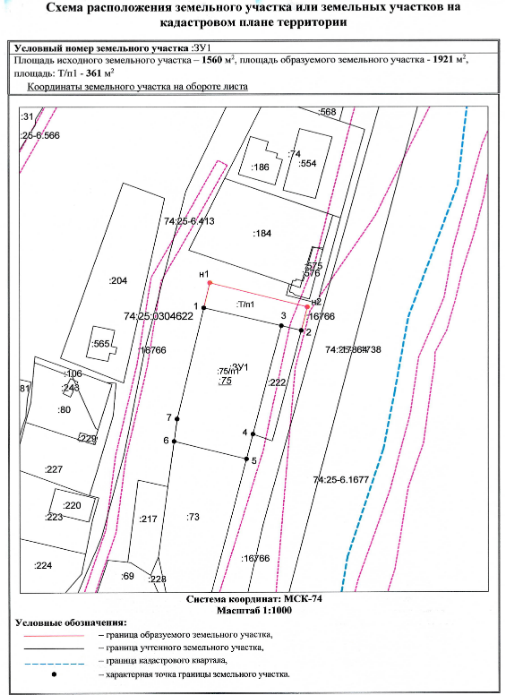 Схема расположения земельного участка или земельных участков на
кадастровом плане территории
Условный номер земельного участка :ЗУ1
Площадь исходного земельного участка – 1560 м², площадь образуемого земельного участка - 1921 м²,
площадь: Т/п1 - 361 м²
Координаты земельного участка на обороте листа
:31
:25-6.566
:568
:74
:554
:186
74:25-6.413
:184
:204
н1
:Т/п1
н2
1
:16766
74:25:0304622
3
2
:565
:16766
:ЗУ1
:75/п1
:75
:222
:106
:243
81
:80
7
:229
4
6
5
74:25-6.1677
:227
:220
:223
:217
:73
:224
:16766
:69
:228
Система координат: МСК-74
Масштаб 1:1000
Условные обозначения:
– граница образуемого земельного участка,
– граница учтенного земельного участка,
– граница кадастрового квартала,
– характерная точка границы земельного участка.